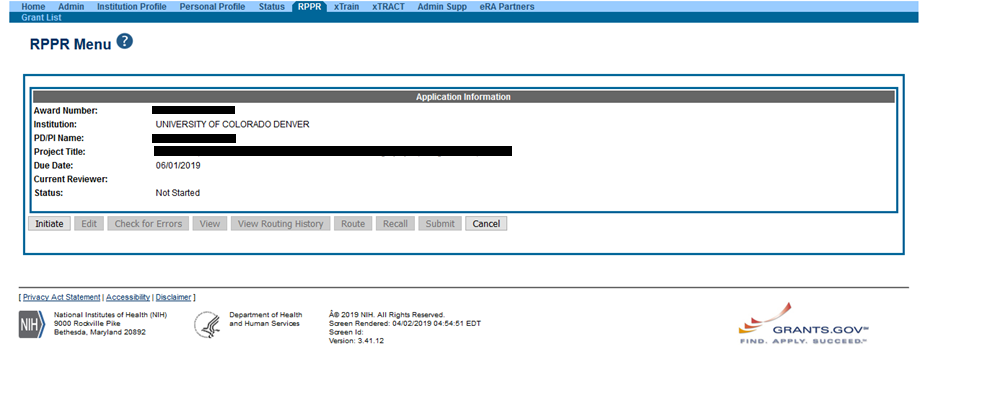 Home Admin Institution Profile Personal Profile Status RPPR xTrain xTRACT Admin Supp eRA Partners
Grant List
RPPR Menu ?
Application Information
Award Number:
Institution: UNIVERSITY OF COLORADO DENVER
PD/PI Name:
Project Title:
Due Date: 06/01/2019
Current Reviewer:
Status: Not Started
Initiate Edit Check for Errors View View Routing History Route Recall Submit Cancel
[ Privacy Act Statement | Accessibility | Disclaimer ]
NIH
National Institutes of Health (NIH)
9000 Rockville Pike
Bethesda, Maryland 20892
Department of Health
and Human Services
Â© 2019 NIH. All Rights Reserved.
Screen Rendered: 04/02/2019 04:54:51 EDT
Screen Id:
Version: 3.41.12
GRANTS.GOV℠
FIND. APPLY. SUCCEED.℠